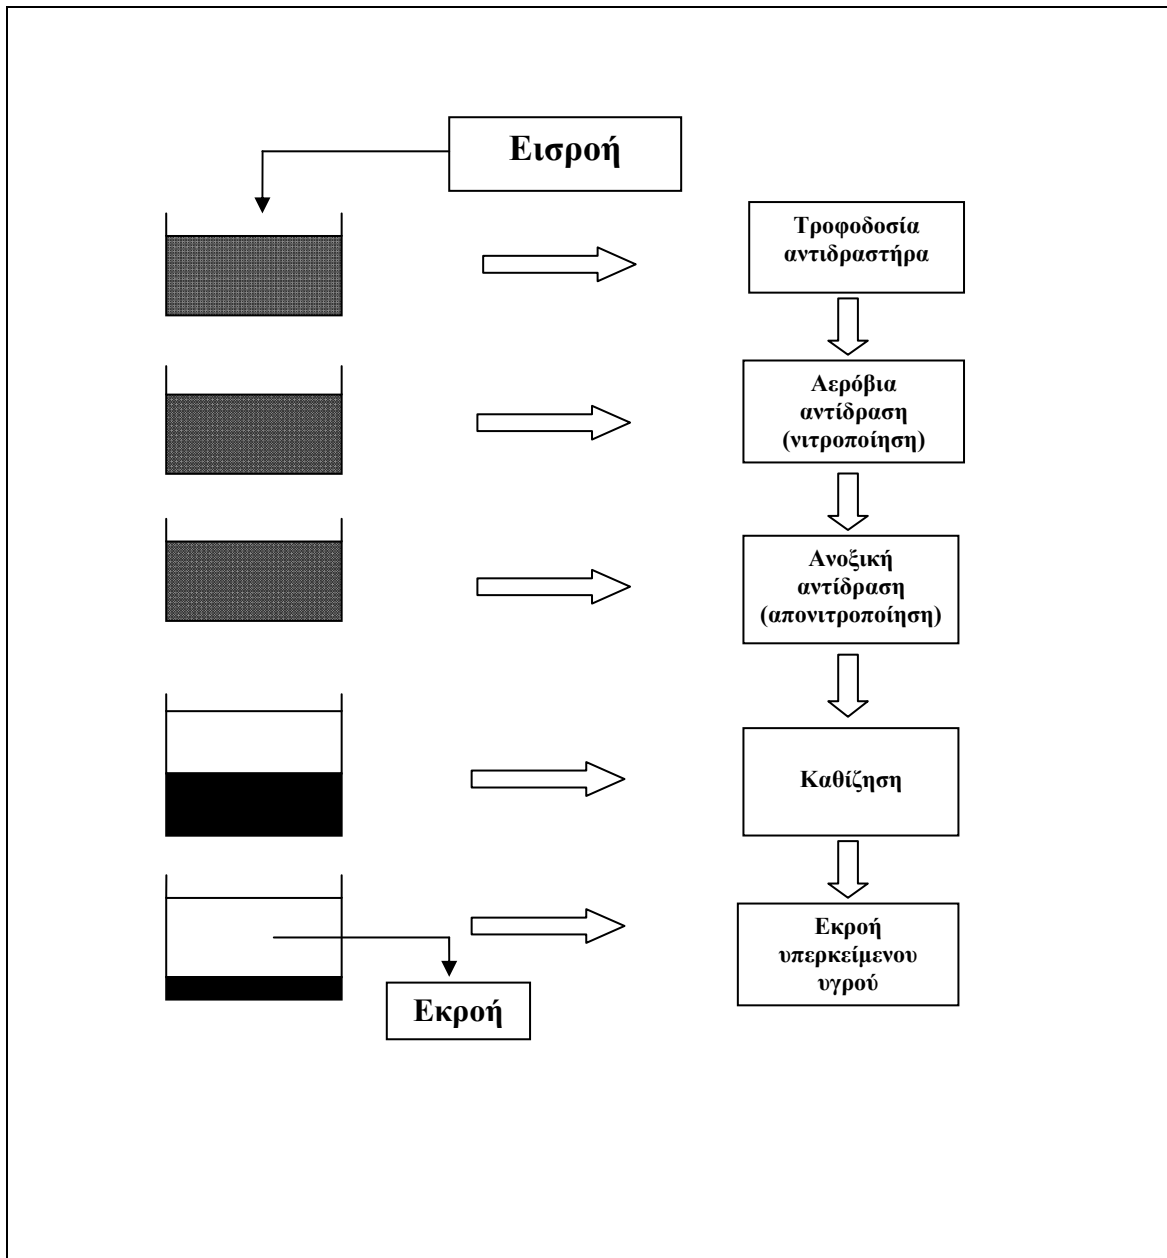 Εισροή
Τροφοδοσία
αντιδραστήρα
Αερόβια
αντίδραση
(νιτροποίηση)
Ανοξική
αντίδραση
(απονιτροποίηση)
Καθίζηση
Εκροή
υπερκείμενου
υγρού
Εκροή